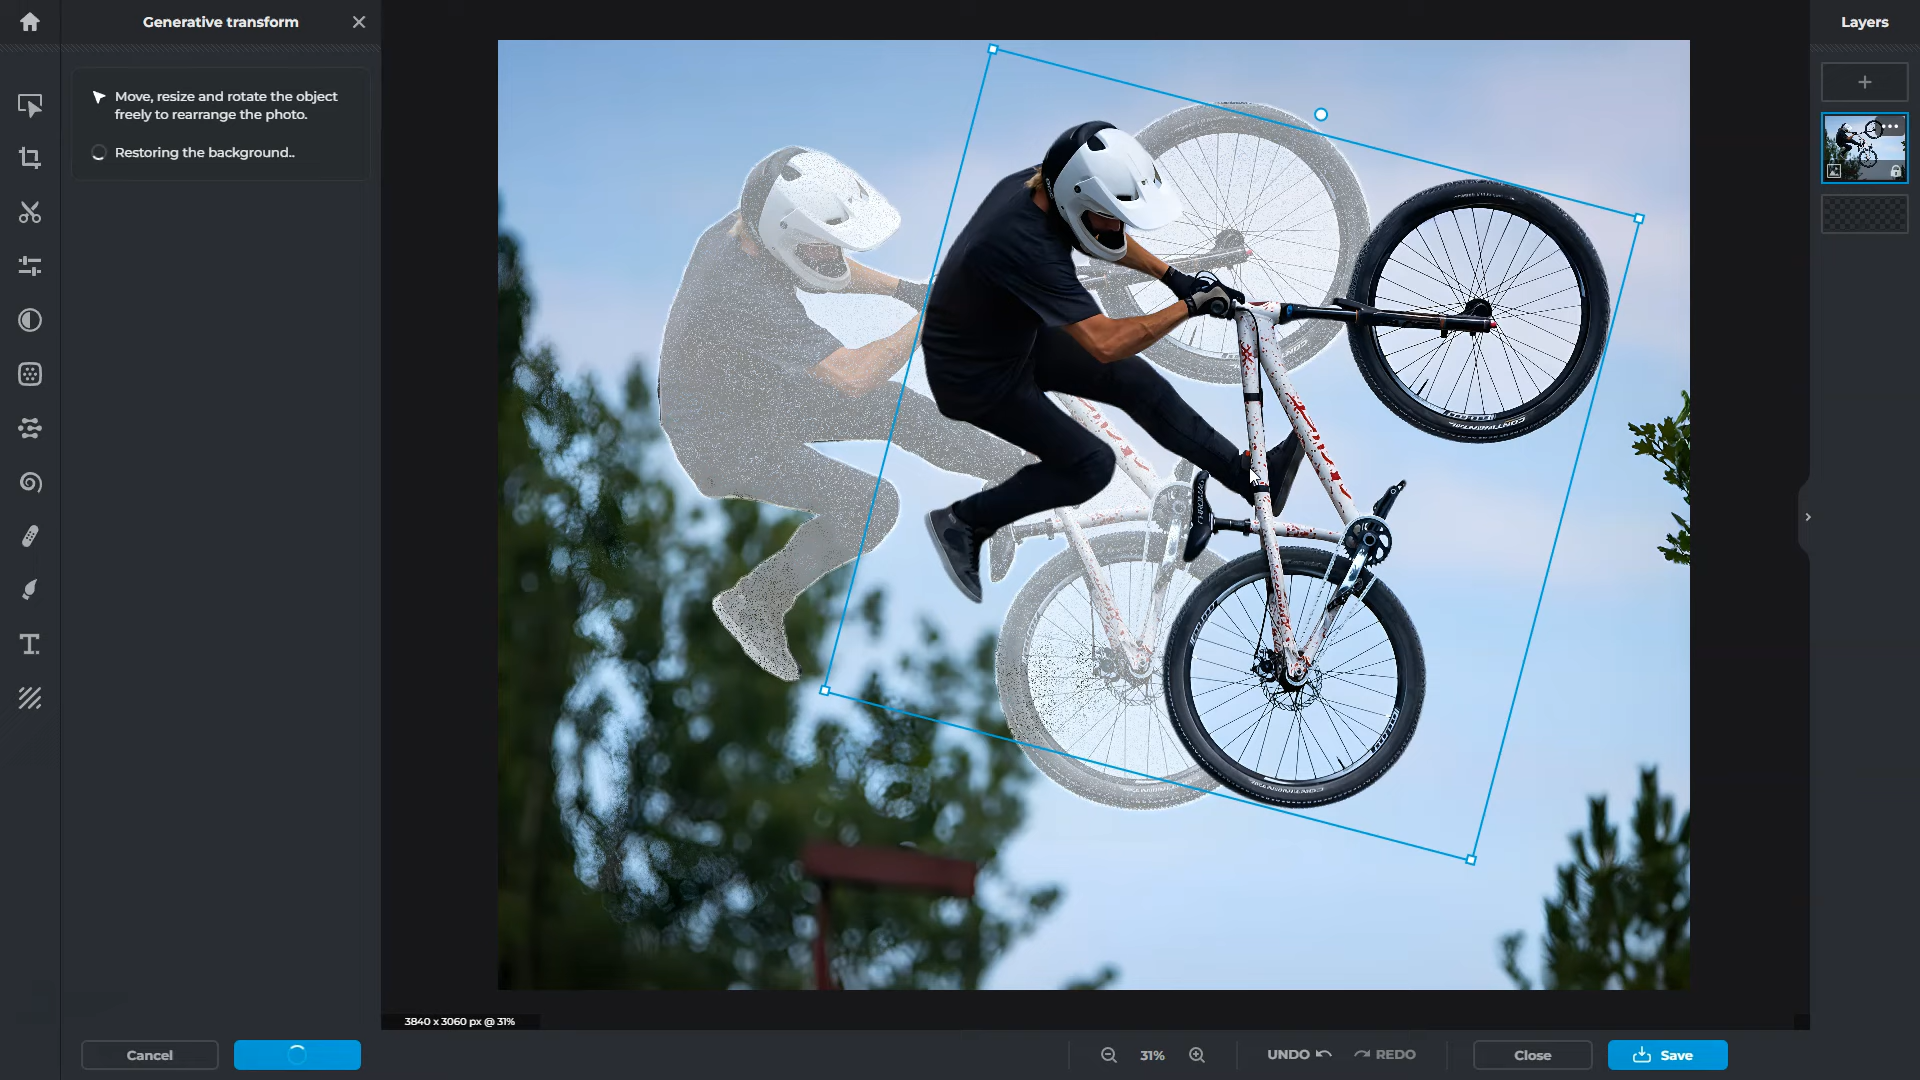 Generative transform
Layers
Move, resize and rotate the object
freely to rearrange the photo.
Restoring the background..
CONTINENTAL
3840 x 3060 px @ 31%
Cancel
31%
UNDO
REDO
Close
Save